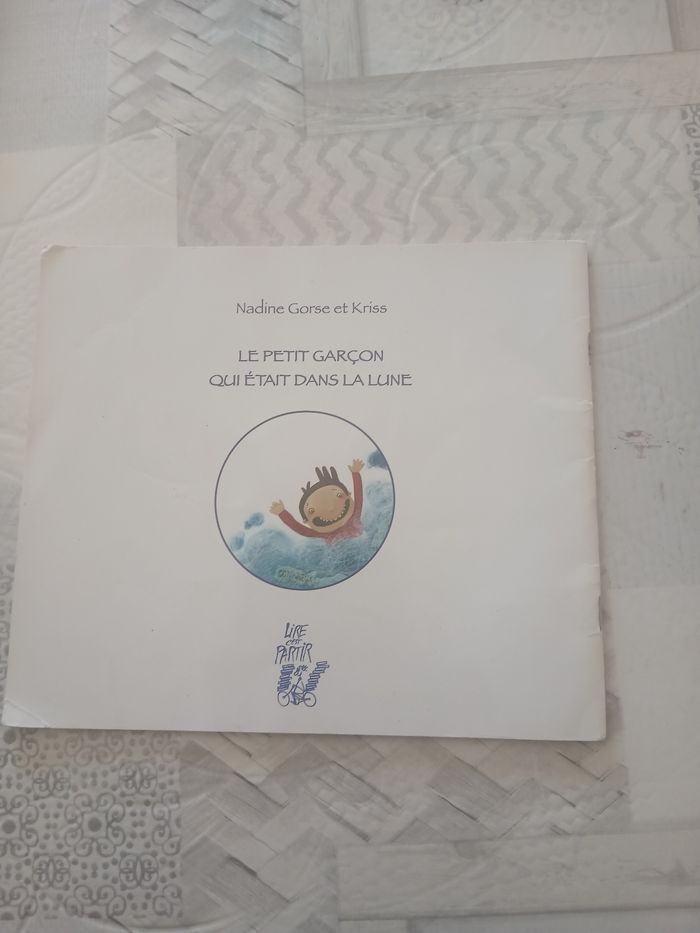 Nadine Gorse et Kriss
LE PETIT GARÇON
QUI ÉTAIT DANS LA LUNE
LIRE
c'est
PARTIR